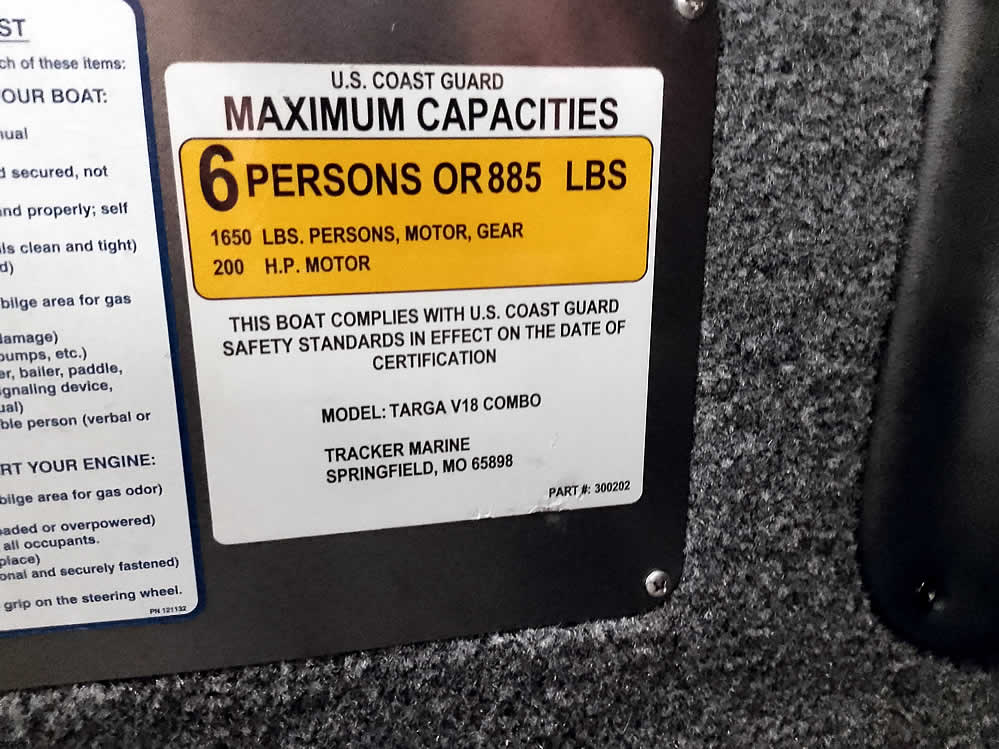 ST
ch of these items:
OUR BOAT:
ual
d secured, not
nd properly; self
ls clean and tight)
d)
bilge area for gas
damage)
pumps, etc.)
er, bailer, paddle,
gnaling device,
ual)
ble person (verbal or
RT YOUR ENGINE:
bilge area for gas odor)
oaded or overpowered)
all occupants.
place)
onal and securely fastened)
grip on the steering wheel.
PN 121132
U.S. COAST GUARD
MAXIMUM CAPACITIES
6 PERSONS OR 885 LBS
1650 LBS. PERSONS, MOTOR, GEAR
200 H.P. MOTOR
THIS BOAT COMPLIES WITH U.S. COAST GUARD
SAFETY STANDARDS IN EFFECT ON THE DATE OF
CERTIFICATION
MODEL: TARGA V18 COMBO
TRACKER MARINE
SPRINGFIELD, MO 65898
PART #: 300202